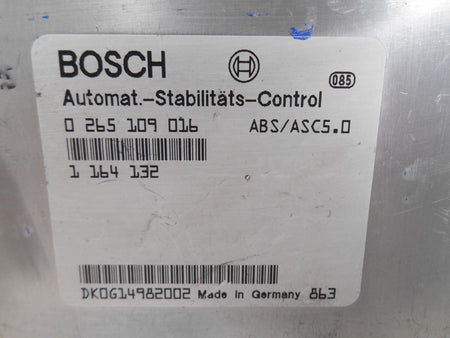 BOSCH
085
Automat.-Stabilitäts-Control
0 265 109 016 ABS/ASC5.0
1 164 132
DK0614982002 Made in Germany 863